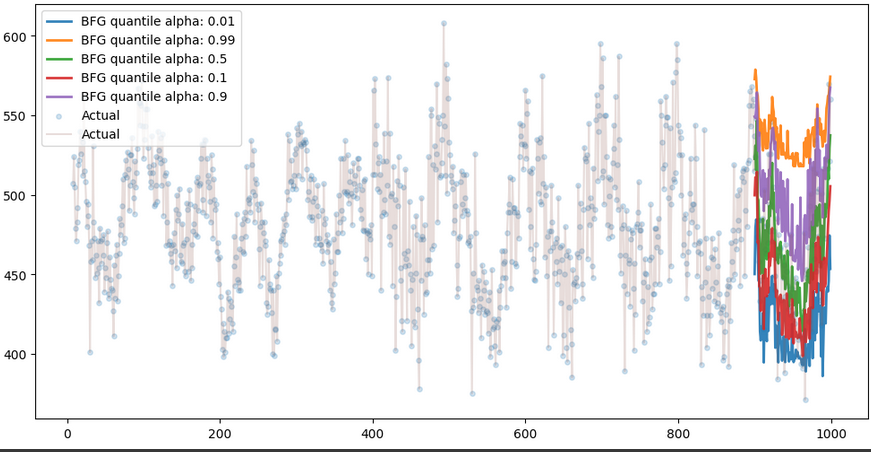 BFG quantile alpha: 0.01
BFG quantile alpha: 0.99
BFG quantile alpha: 0.5
BFG quantile alpha: 0.1
BFG quantile alpha: 0.9
Actual
Actual
600
550
500
450
400
0 200 400 600 800 1000